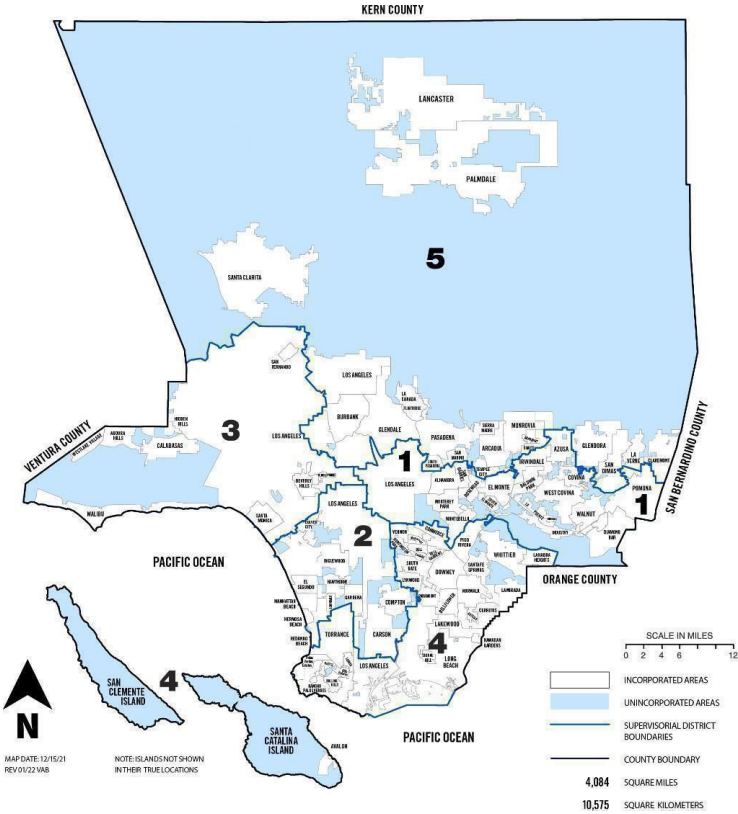 KERN COUNTY
LANCASTER
PALMDALE
5
SANTA CLARITA
SAN
FERNANDO
LOS ANGELES
LA
CANADA
FLINTRIDGE
BURBANK
GLENDALE
3
LOS ANGELES
HIDDEN
HILLS
VENTURA COUNTY
AGOURA
HILLS
WESTLAKE VILLAGE
CALABASAS
MALIBU
SANTA
MONICA
BEVERLY
HILLS
PASADENA
SIERRA
MADRE
MONROVIA
ARCADIA
SAN
MARINO
TEMPLE
CITY
IRWINDALE
AZUSA
GLENDORA
SAN
DIMAS
LA
VERNE
CLAREMONT
1
LOS ANGELES
ALHAMBRA
MONTEREY
PARK
MONTEBELLO
EL MONTE
BALDWIN
PARK
WEST COVINA
COVINA
WALNUT
INDUSTRY
DIAMOND
BAR
POMONA
1
SAN BERNARDINO COUNTY
LOS ANGELES
CULVER
CITY
2
INGLEWOOD
HAWTHORNE
EL
SEGUNDO
MANHATTAN
BEACH
HERMOSA
BEACH
REDONDO
BEACH
GARDENA
COMPTON
TORRANCE
CARSON
VERNON
COMMERCE
PICO
RIVERA
WHITTIER
LA HABRA
HEIGHTS
SOUTH
GATE
DOWNEY
SANTA FE
SPRINGS
LYNWOOD
NORWALK
LA MIRADA
BELLFLOWER
CERRITOS
LAKEWOOD
HAWAIIAN
GARDENS
4
SIGNAL
HILL
LONG
BEACH
LOS ANGELES
RANCHO
PALOS VERDES
ORANGE COUNTY
PACIFIC OCEAN
PACIFIC OCEAN
SAN
CLEMENTE
ISLAND
4
SANTA
CATALINA
ISLAND
AVALON
N
MAP DATE: 12/15/21
REV 01/22 VAB
NOTE: ISLANDS NOT SHOWN
IN THEIR TRUE LOCATIONS
SCALE IN MILES
0 2 4 6 12
INCORPORATED AREAS
UNINCORPORATED AREAS
SUPERVISORIAL DISTRICT
BOUNDARIES
COUNTY BOUNDARY
4,084 SQUARE MILES
10,575 SQUARE KILOMETERS